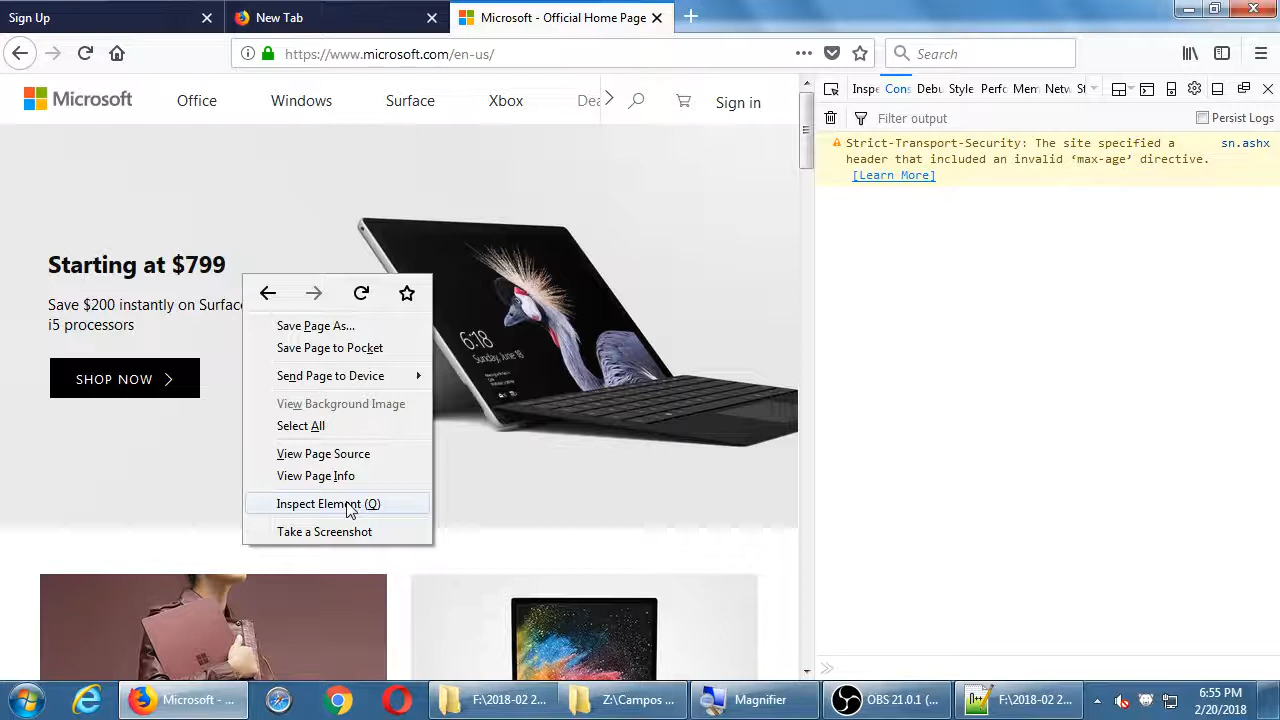 Sign Up
New Tab
Microsoft - Official Home Page
https://www.microsoft.com/en-us/
Search
Microsoft
Office
Windows
Surface
Xbox
Dea
Sign in
Inspe
Cons
Debu
Style
Perfo
Mem
Netw
St
Filter output
Persist Logs
Strict-Transport-Security: The site specified a
header that included an invalid ‘max-age’ directive.
[Learn More]
sn.ashx
Starting at $799
Save $200 instantly on Surfac
i5 processors
SHOP NOW
6:18
Sunday, June 18
Save Page As...
Save Page to Pocket
Send Page to Device
View Background Image
Select All
View Page Source
View Page Info
Inspect Element (Q)
Take a Screenshot
Microsoft - ...
F:\2018-02 2...
Z:\Campos ...
Magnifier
OBS 21.0.1 (...
F:\2018-02 2...
6:55 PM
2/20/2018